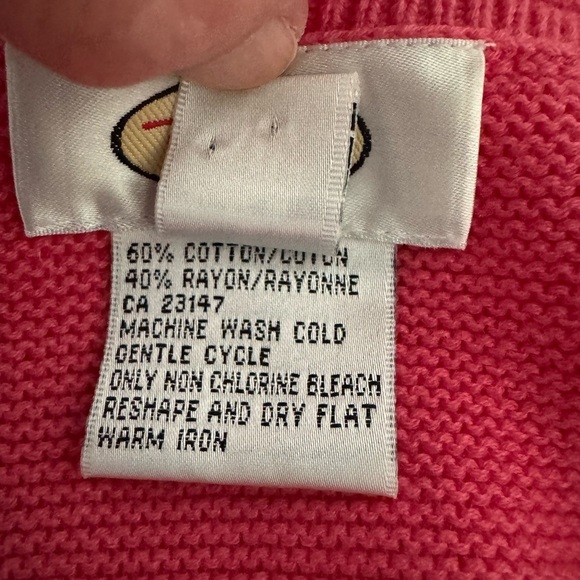 60% COTTON/COTON
40% RAYON/RAYONNE
CA 23147
MACHINE WASH COLD
GENTLE CYCLE
ONLY NON CHLORINE BLEACH
RESHAPE AND DRY FLAT
WARM IRON